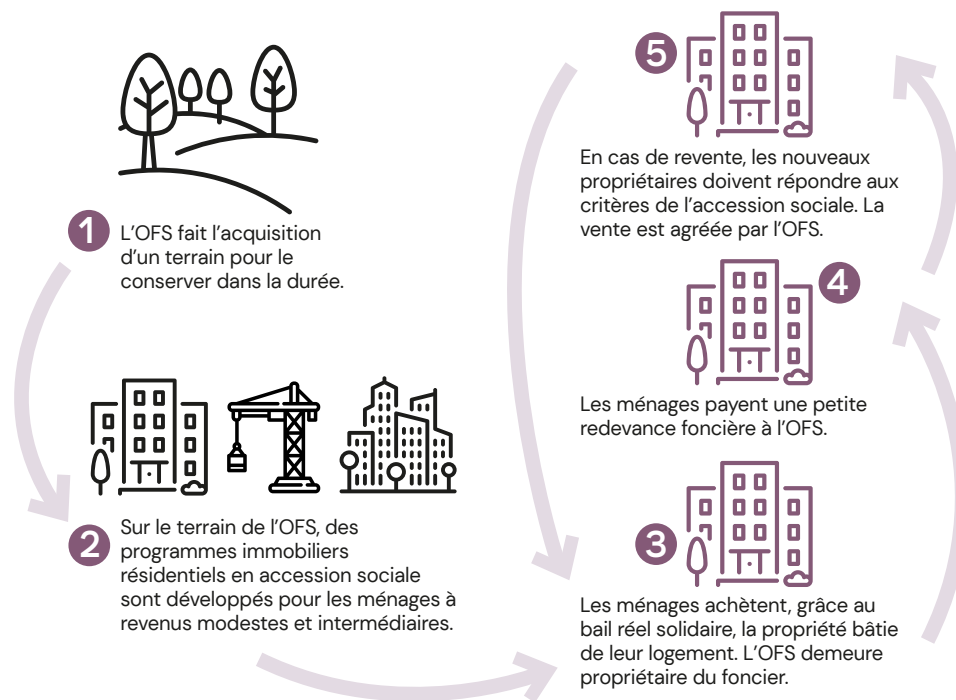 1
L’OFS fait l’acquisition
d’un terrain pour le
conserver dans la durée.
2
Sur le terrain de l’OFS, des
programmes immobiliers
résidentiels en accession sociale
sont développés pour les ménages à
revenus modestes et intermédiaires.
3
Les ménages achètent, grâce au
bail réel solidaire, la propriété bâtie
de leur logement. L’OFS demeure
propriétaire du foncier.
4
Les ménages payent une petite
redevance foncière à l’OFS.
5
En cas de revente, les nouveaux
propriétaires doivent répondre aux
critères de l’accession sociale. La
vente est agréée par l’OFS.